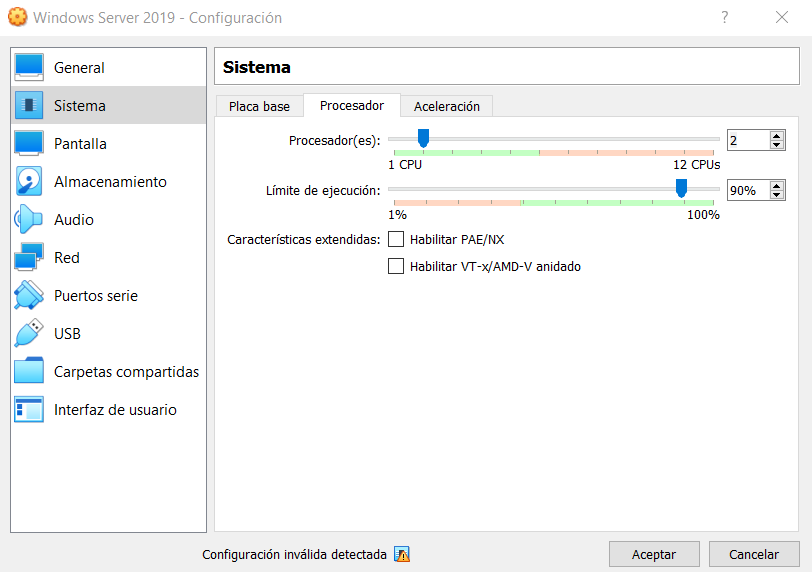 Windows Server 2019 - Configuración
?
General
Sistema
Pantalla
Almacenamiento
Audio
Red
Puertos serie
USB
Carpetas compartidas
Interfaz de usuario
Sistema
Placa base Procesador Aceleración
Procesador(es): 2
1 CPU 12 CPUs
Límite de ejecución: 90%
1% 100%
Características extendidas: Habilitar PAE/NX
Habilitar VT-x/AMD-V anidado
Configuración inválida detectada
Aceptar Cancelar